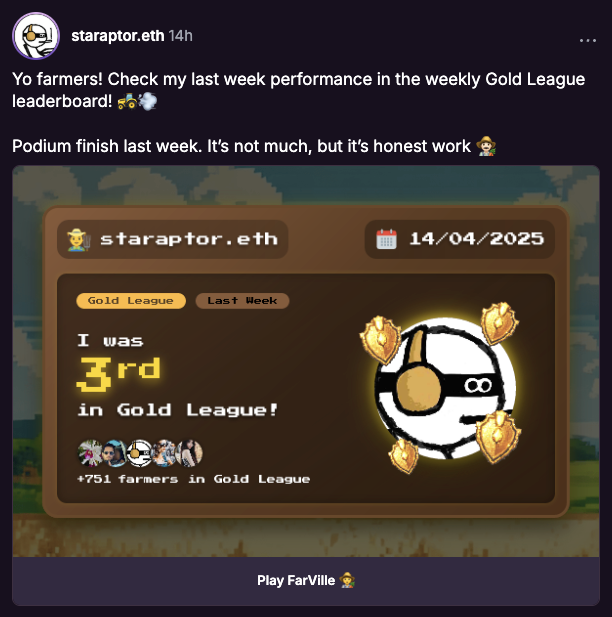 staraptor.eth 14h
...
Yo farmers! Check my last week performance in the weekly Gold League
leaderboard! 🚜💨
Podium finish last week. It’s not much, but it’s honest work 🧑🏻‍🌾
staraptor.eth
14/04/2025
Gold League
Last Week
I was
3rd
in Gold League!
+751 farmers in Gold League
Play FarVille 🧑‍🌾